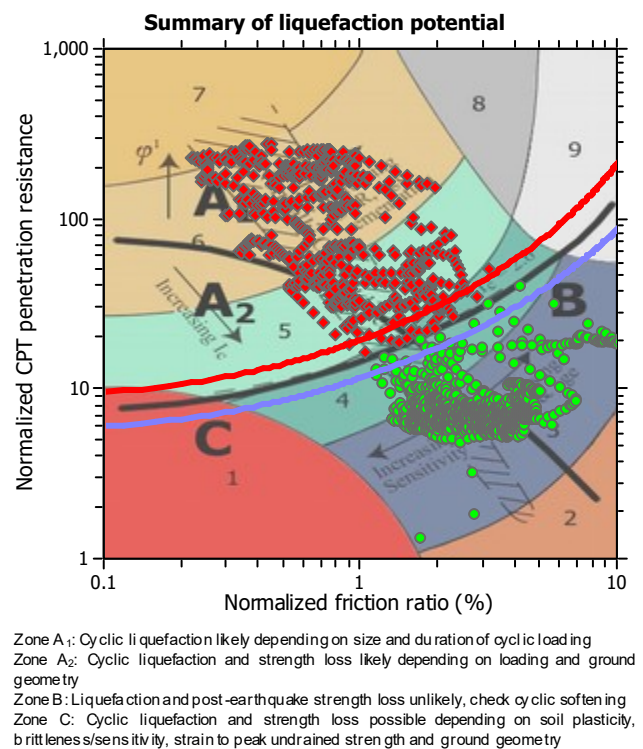 Summary of liquefaction potential
1,000
7
8
9
φ'
A1
100
6
A2
Increasing Ic
B
5
Normalized CPT penetration resistance
10
4
C
Increasing
Sensitivity
3
1
2
1
0.1
1
10
Normalized friction ratio (%)
Zone A1: Cyclic liquefaction likely depending on size and duration of cyclic loading
Zone A2: Cyclic liquefaction and strength loss likely depending on loading and ground
geometry
Zone B: Liquefaction and post-earthquake strength loss unlikely, check cyclic softening
Zone C: Cyclic liquefaction and strength loss possible depending on soil plasticity,
brittleness/sensitivity, strain to peak undrained strength and ground geometry